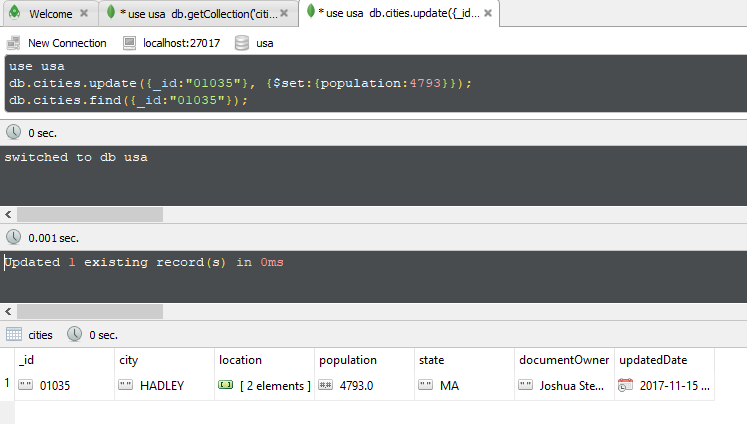 Welcome * use usa db.getCollection('citi... * use usa db.cities.update({_id...
New Connection localhost:27017 usa
use usa
db.cities.update({_id:"01035"}, {$set:{population:4793}});
db.cities.find({_id:"01035"});
0 sec.
switched to db usa
0.001 sec.
Updated 1 existing record(s) in 0ms
cities 0 sec.
_id city location population state documentOwner updatedDate
1 "" 01035 "" HADLEY [ 2 elements ] ## 4793.0 "" MA "" Joshua Ste... 2017-11-15 ...